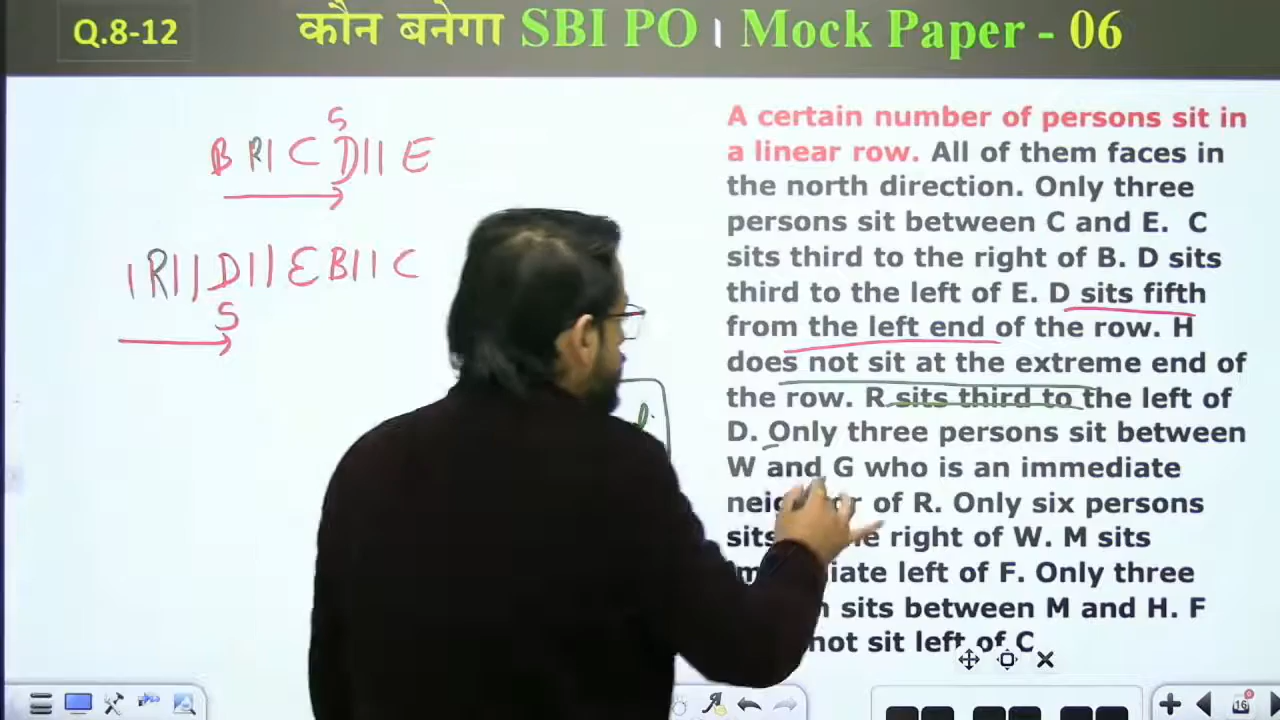 Q.8-12
कौन बनेगा SBI PO । Mock Paper - 06
A certain number of persons sit in
a linear row. All of them faces in
the north direction. Only three
persons sit between C and E. C
sits third to the right of B. D sits
third to the left of E. D sits fifth
from the left end of the row. H
does not sit at the extreme end of
the row. R sits third to the left of
D. Only three persons sit between
W and G who is an immediate
of R. Only six persons
right of W. M sits
left of F. Only three
sits between M and H. F
not sit left of C.
5
B R | C D | | E
| R | | D | | E B | | C
5
16